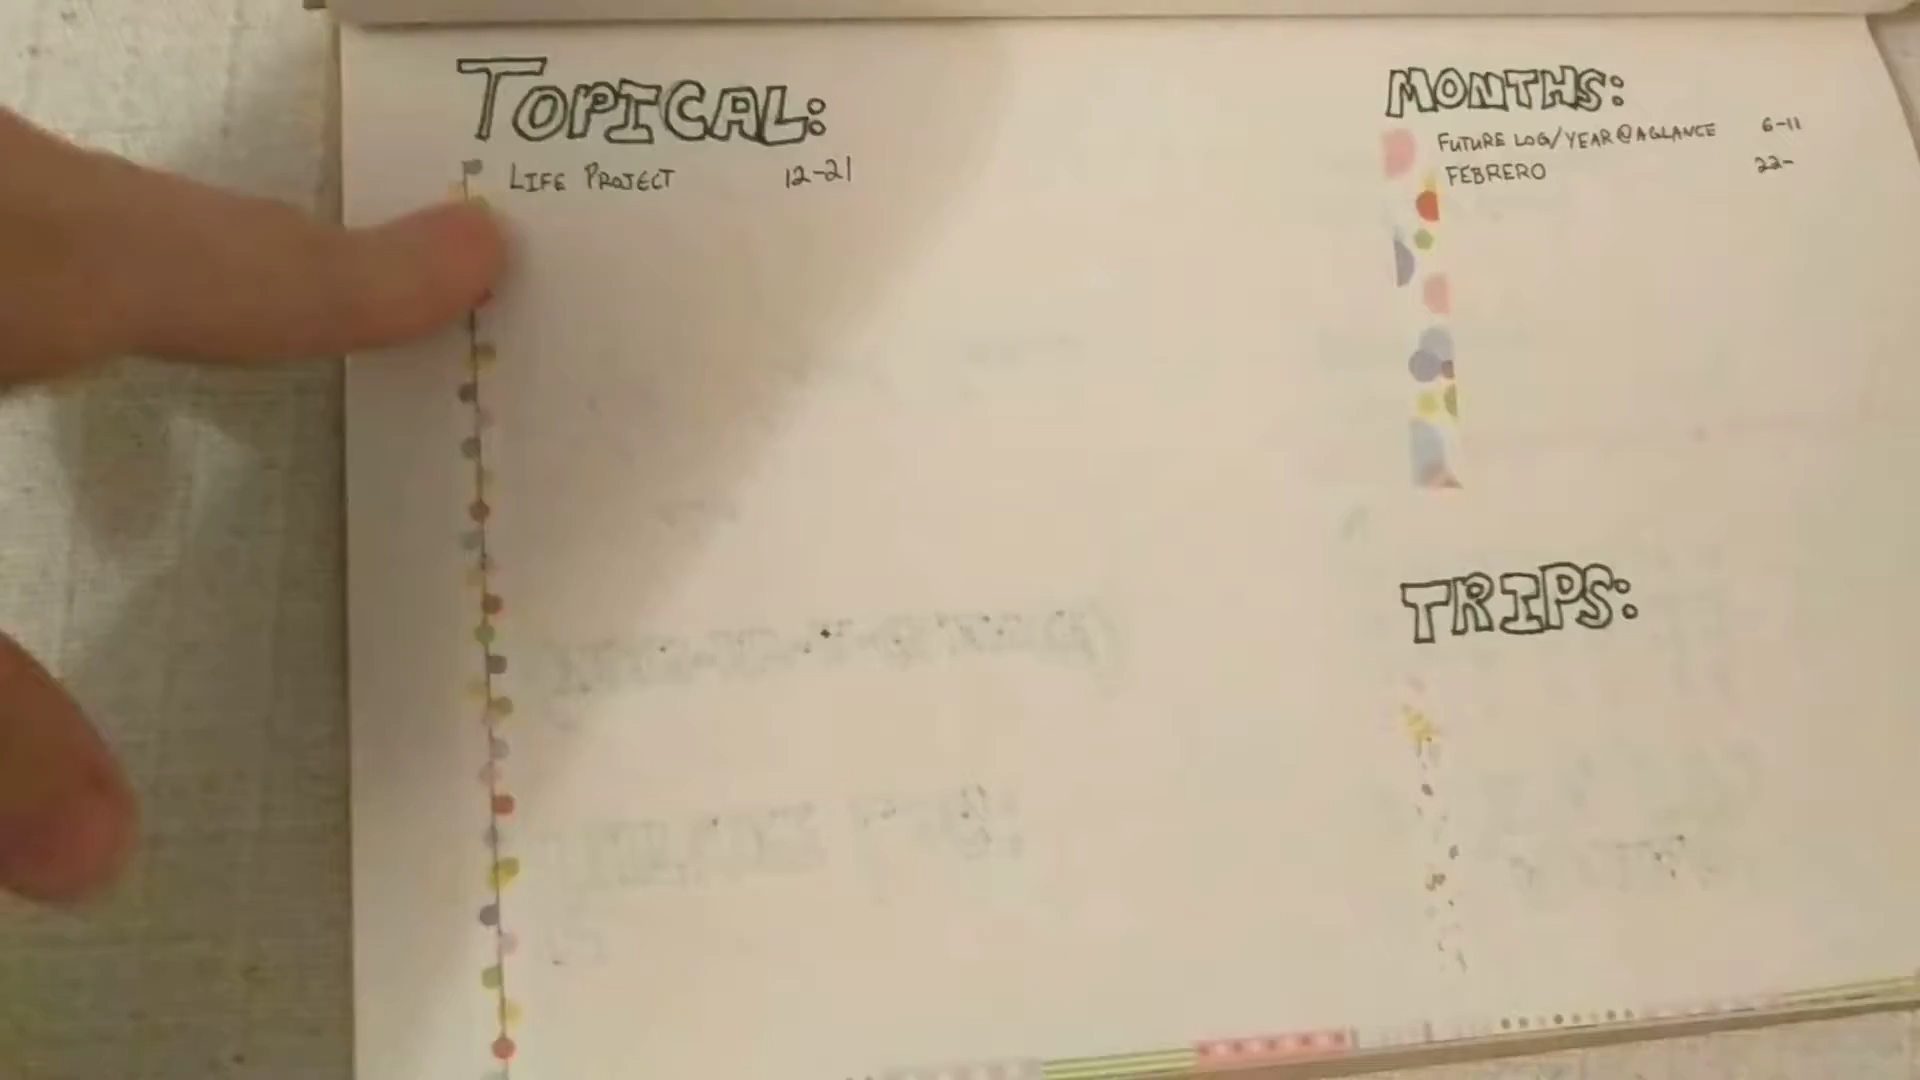 TOPICAL:
LIFE PROJECT 12-21
MONTHS:
FUTURE LOG/YEAR@AGLANCE 6-11
FEBRERO 22-
TRIPS: